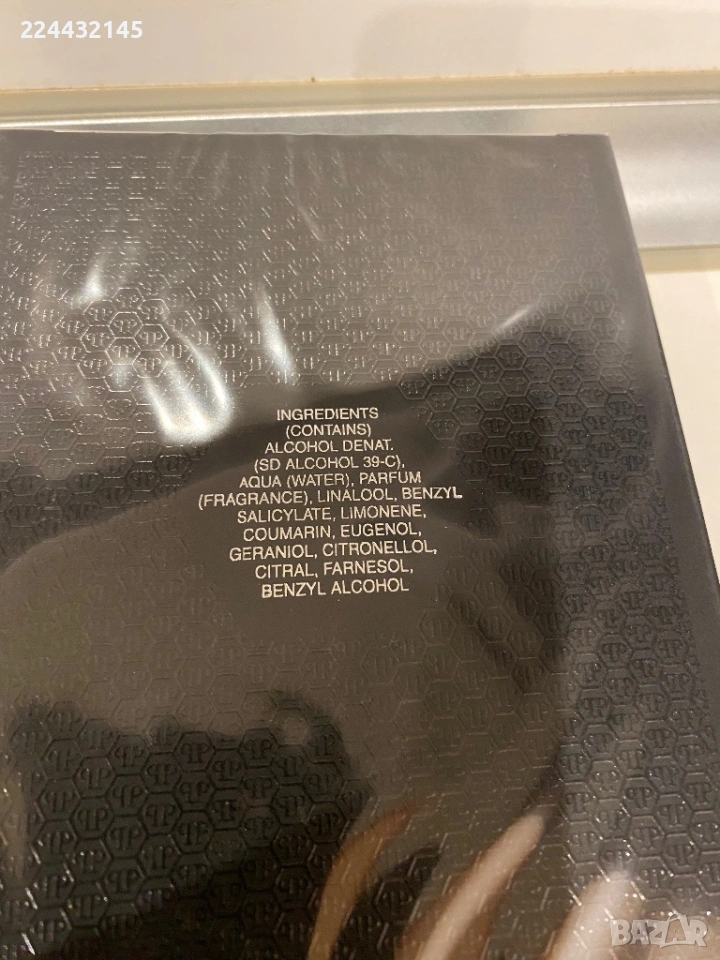 224432145
INGREDIENTS
(CONTAINS)
ALCOHOL DENAT.
(SD ALCOHOL 39-C),
AQUA (WATER), PARFUM
(FRAGRANCE), LINALOOL, BENZYL
SALICYLATE, LIMONENE,
COUMARIN, EUGENOL,
GERANIOL, CITRONELLOL,
CITRAL, FARNESOL,
BENZYL ALCOHOL
BAZAR